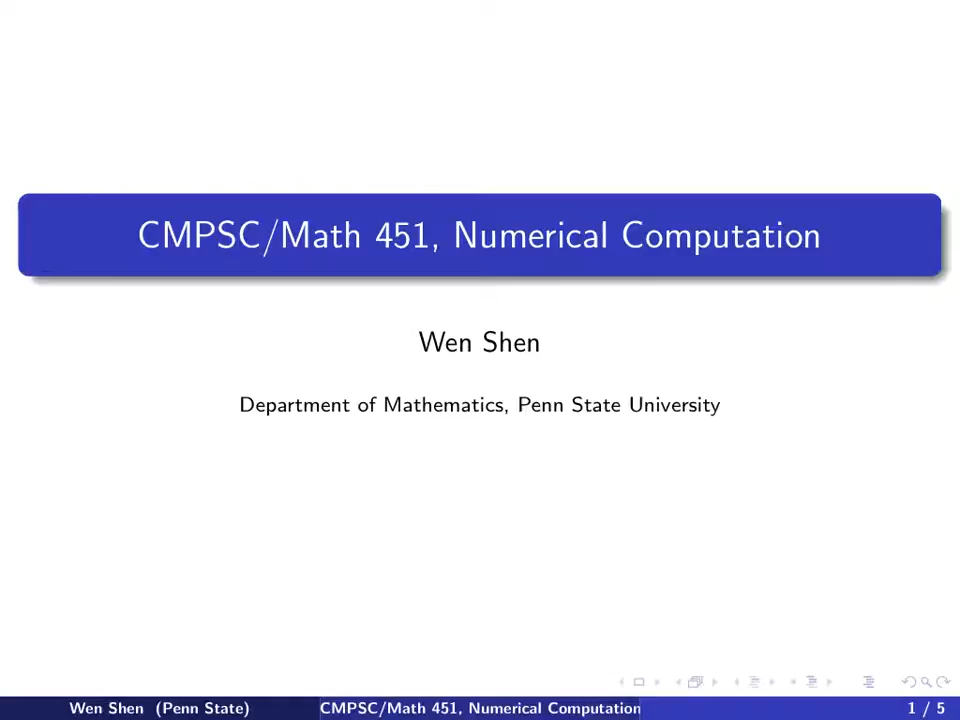 CMPSC/Math 451, Numerical Computation
Wen Shen
Department of Mathematics, Penn State University
Wen Shen (Penn State) CMPSC/Math 451, Numerical Computation 1 / 5